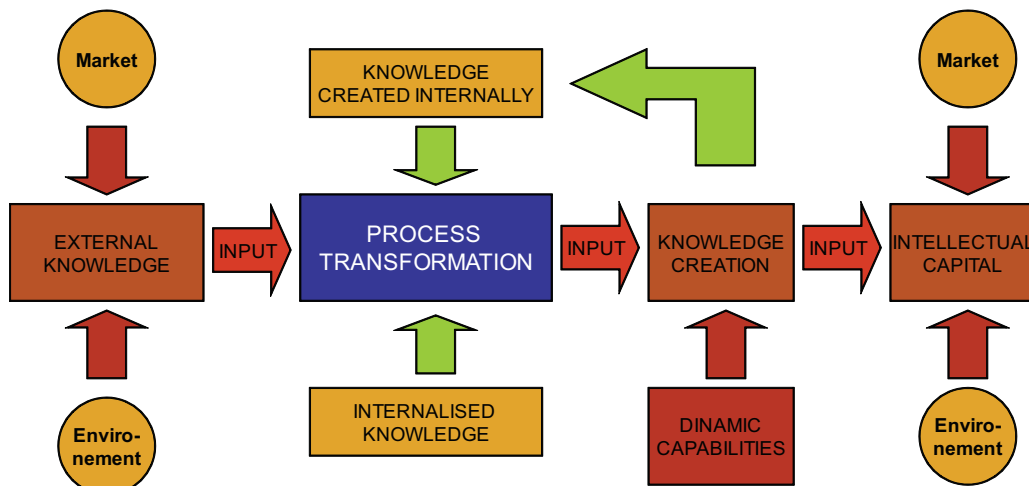 Market
KNOWLEDGE
CREATED INTERNALLY
Market
EXTERNAL
KNOWLEDGE
INPUT
PROCESS
TRANSFORMATION
INPUT
KNOWLEDGE
CREATION
INPUT
INTELLECTUAL
CAPITAL
Enviro-
nement
INTERNALISED
KNOWLEDGE
DINAMIC
CAPABILITIES
Enviro-
nement